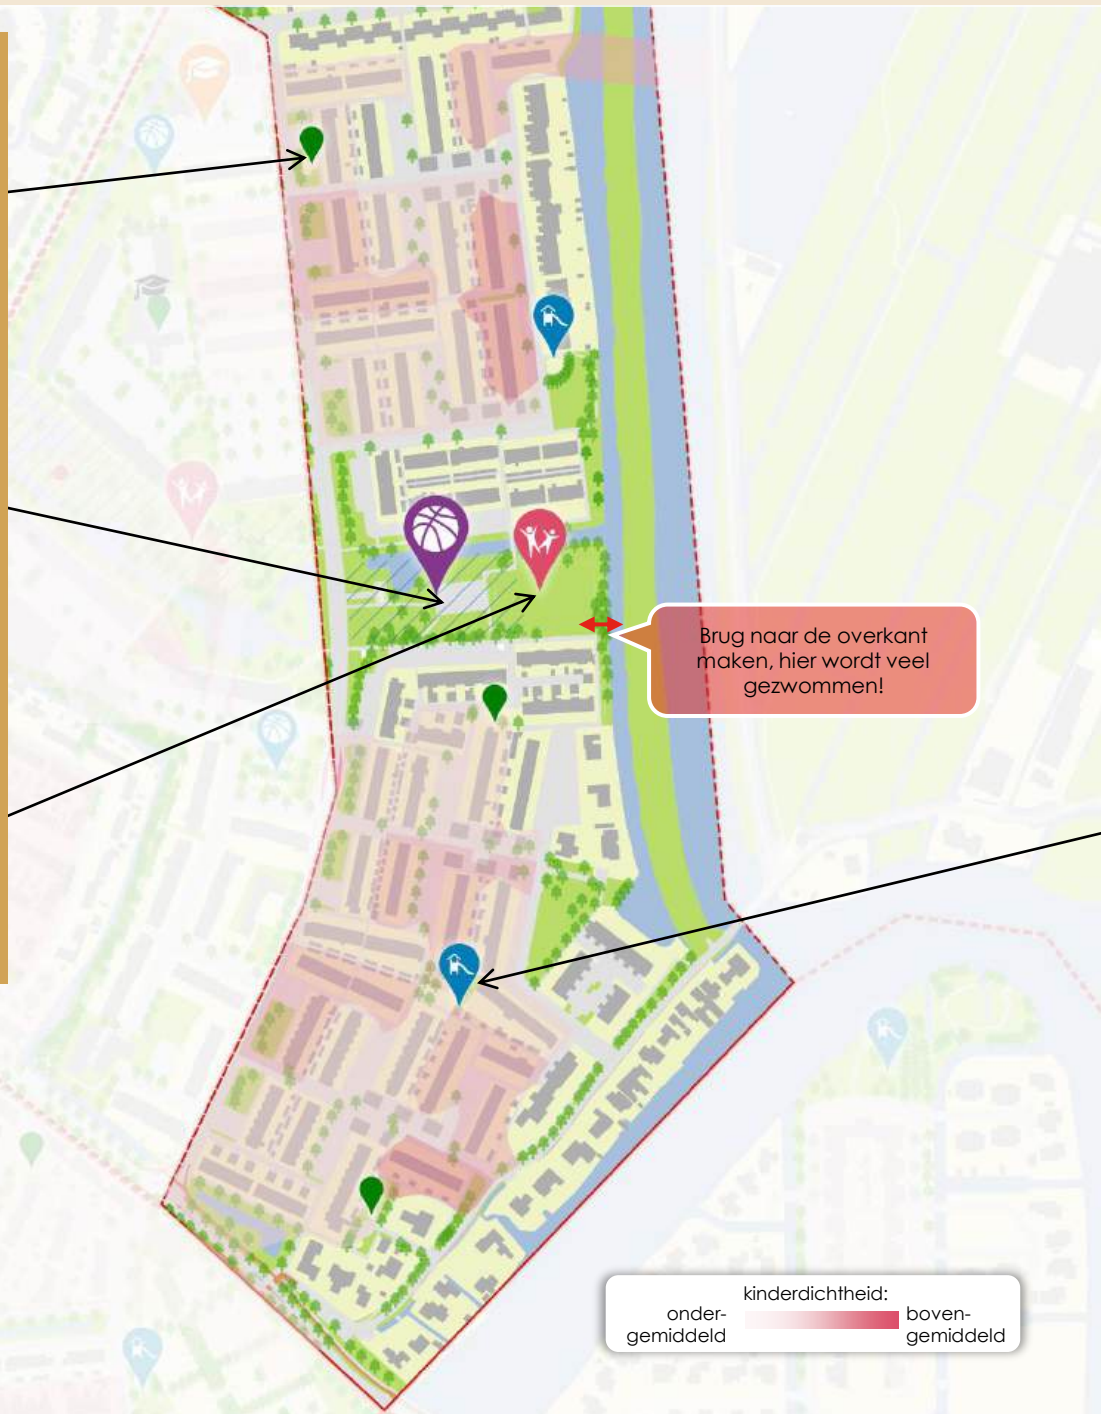 Brug naar de overkant
maken, hier wordt veel
gezwommen!
kinderdichtheid:
onder-
gemiddeld
boven-
gemiddeld